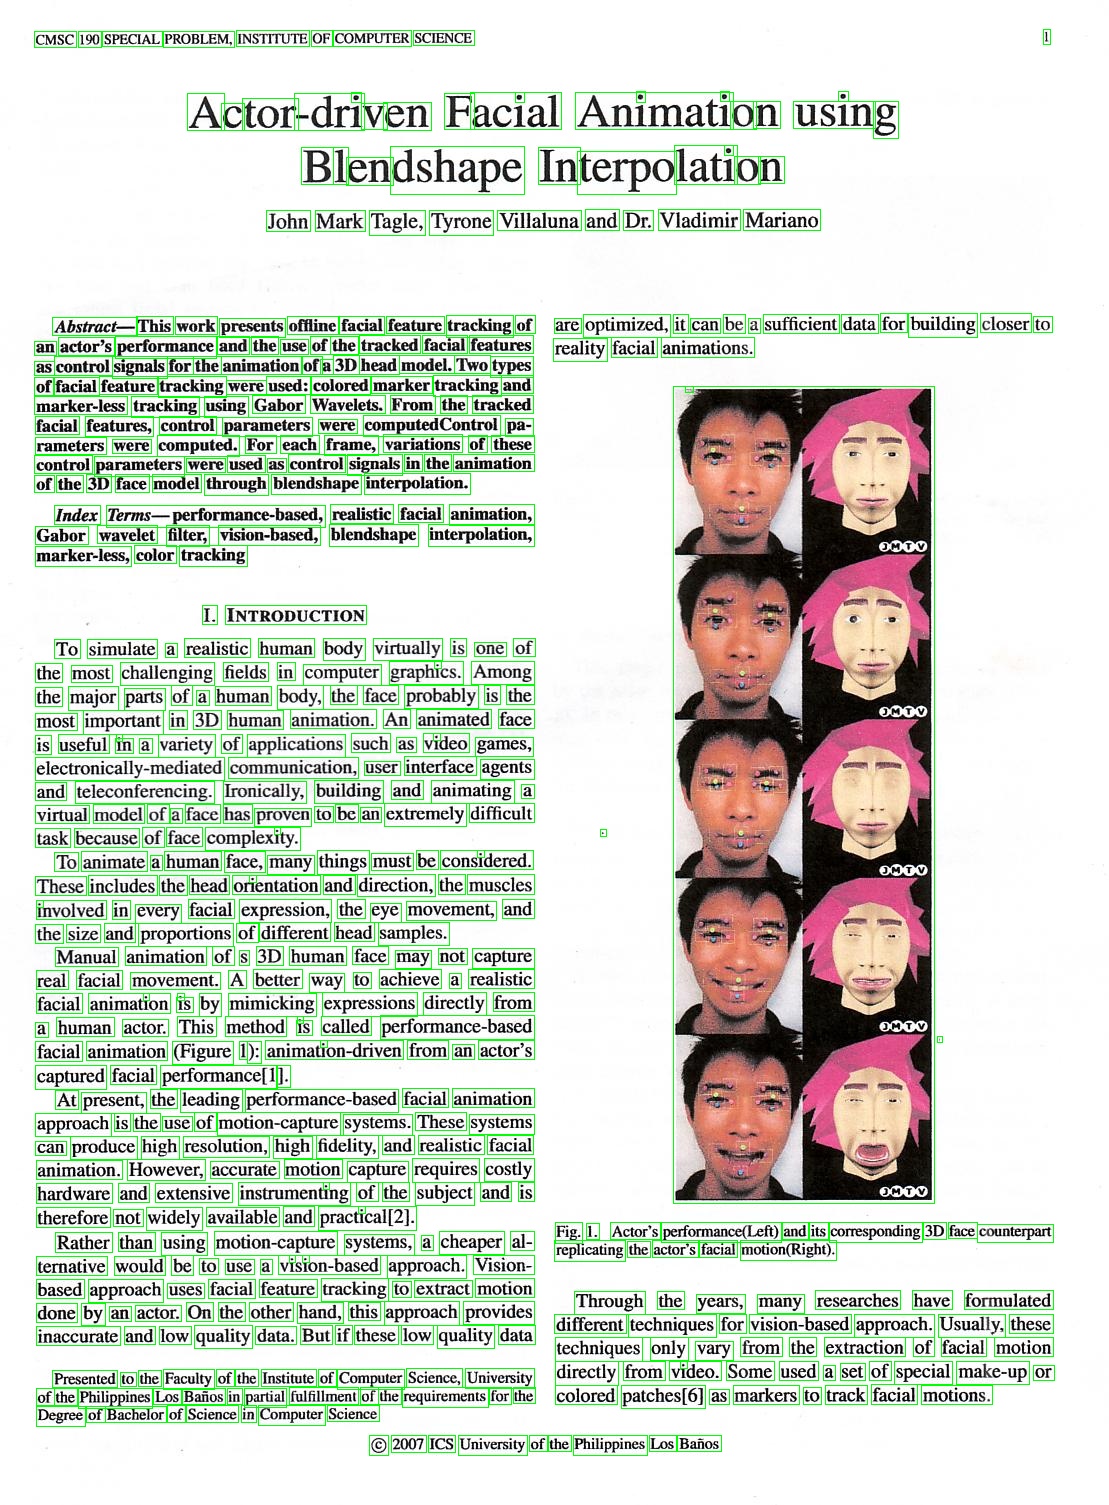 CMSC 190 SPECIAL PROBLEM, INSTITUTE OF COMPUTER SCIENCE
1
Actor-driven Facial Animation using
Blendshape Interpolation
John Mark Tagle, Tyrone Villaluna and Dr. Vladimir Mariano
Abstract—This work presents offline facial feature tracking of
an actor's performance and the use of the tracked facial features
as control signals for the animation of a 3D head model. Two types
of facial feature tracking were used: colored marker tracking and
marker-less tracking using Gabor Wavelets. From the tracked
facial features, control parameters were computedControl pa-
rameters were computed. For each frame, variations of these
control parameters were used as control signals in the animation
of the 3D face model through blendshape interpolation.
Index Terms—performance-based, realistic facial animation,
Gabor wavelet filter, vision-based, blendshape interpolation,
marker-less, color tracking
I. INTRODUCTION
To simulate a realistic human body virtually is one of
the most challenging fields in computer graphics. Among
the major parts of a human body, the face probably is the
most important in 3D human animation. An animated face
is useful in a variety of applications such as video games,
electronically-mediated communication, user interface agents
and teleconferencing. Ironically, building and animating a
virtual model of a face has proven to be an extremely difficult
task because of face complexity.
To animate a human face, many things must be considered.
These includes the head orientation and direction, the muscles
involved in every facial expression, the eye movement, and
the size and proportions of different head samples.
Manual animation of s 3D human face may not capture
real facial movement. A better way to achieve a realistic
facial animation is by mimicking expressions directly from
a human actor. This method is called performance-based
facial animation (Figure 1): animation-driven from an actor's
captured facial performance[1].
At present, the leading performance-based facial animation
approach is the use of motion-capture systems. These systems
can produce high resolution, high fidelity, and realistic facial
animation. However, accurate motion capture requires costly
hardware and extensive instrumenting of the subject and is
therefore not widely available and practical[2].
Rather than using motion-capture systems, a cheaper al-
ternative would be to use a vision-based approach. Vision-
based approach uses facial feature tracking to extract motion
done by an actor. On the other hand, this approach provides
inaccurate and low quality data. But if these low quality data
Presented to the Faculty of the Institute of Computer Science, University
of the Philippines Los Baños in partial fulfillment of the requirements for the
Degree of Bachelor of Science in Computer Science
are optimized, it can be a sufficient data for building closer to
reality facial animations.
JMTV
JMTV
JMTV
JMTV
JMTV
Fig. 1. Actor's performance(Left) and its corresponding 3D face counterpart
replicating the actor's facial motion(Right).
Through the years, many researches have formulated
different techniques for vision-based approach. Usually, these
techniques only vary from the extraction of facial motion
directly from video. Some used a set of special make-up or
colored patches[6] as markers to track facial motions.
© 2007 ICS University of the Philippines Los Baños